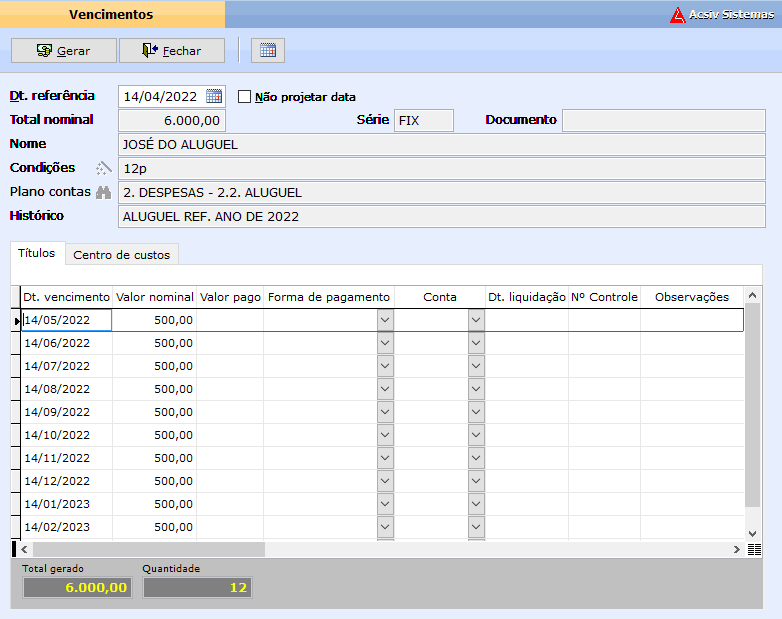 Vencimentos
Acsiv Sistemas
Gerar Fechar
Dt. referência 14/04/2022 Não projetar data
Total nominal 6.000,00 Série FIX Documento
Nome JOSÉ DO ALUGUEL
Condições 12p
Plano contas 2. DESPESAS - 2.2. ALUGUEL
Histórico ALUGUEL REF. ANO DE 2022
Títulos Centro de custos
Dt. vencimento Valor nominal Valor pago Forma de pagamento Conta Dt. liquidação Nº Controle Observações
14/05/2022 500,00
14/06/2022 500,00
14/07/2022 500,00
14/08/2022 500,00
14/09/2022 500,00
14/10/2022 500,00
14/11/2022 500,00
14/12/2022 500,00
14/01/2023 500,00
14/02/2023 500,00
Total gerado Quantidade
6.000,00 12